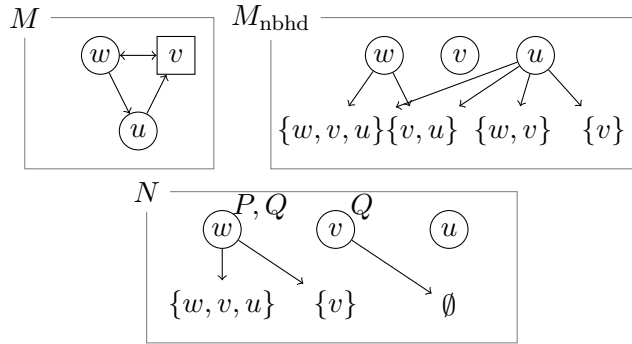 M
M_nbhd
w v
u
w v u
{w, v, u} {v, u} {w, v} {v}
N
P, Q Q
w v u
{w, v, u} {v} ∅